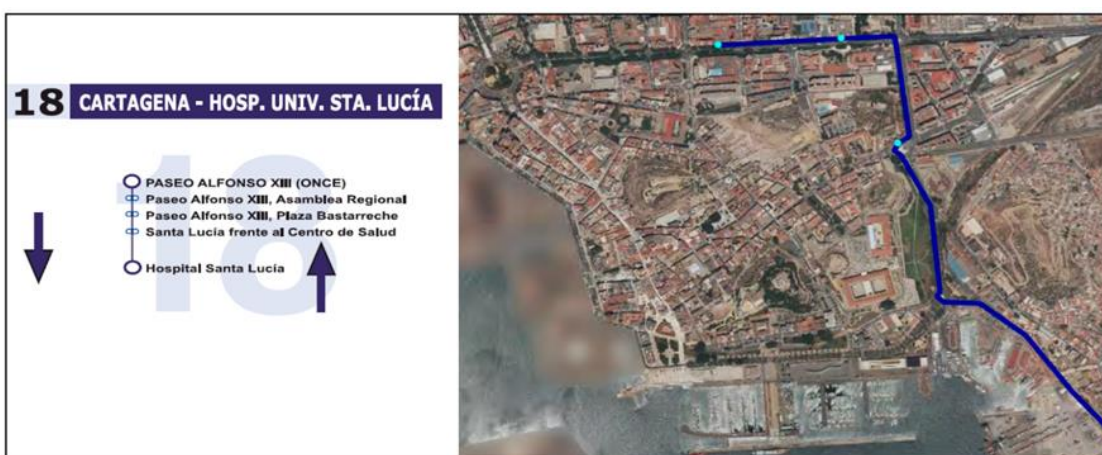 18 CARTAGENA - HOSP. UNIV. STA. LUCÍA
18
PASEO ALFONSO XIII (ONCE)
Paseo Alfonso XIII, Asamblea Regional
Paseo Alfonso XIII, Plaza Bastarreche
Santa Lucía frente al Centro de Salud
Hospital Santa Lucía